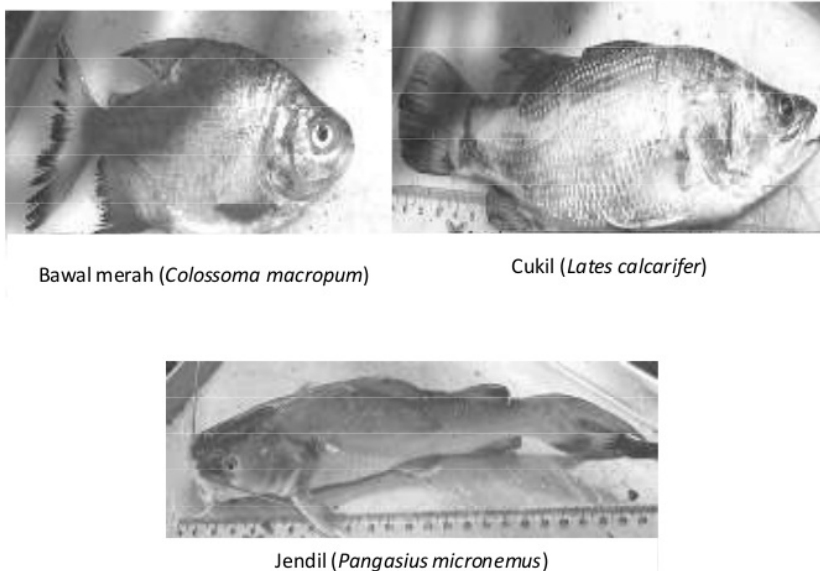 Bawal merah (Colossoma macropum)
Cukil (Lates calcarifer)
Jendil (Pangasius micronemus)